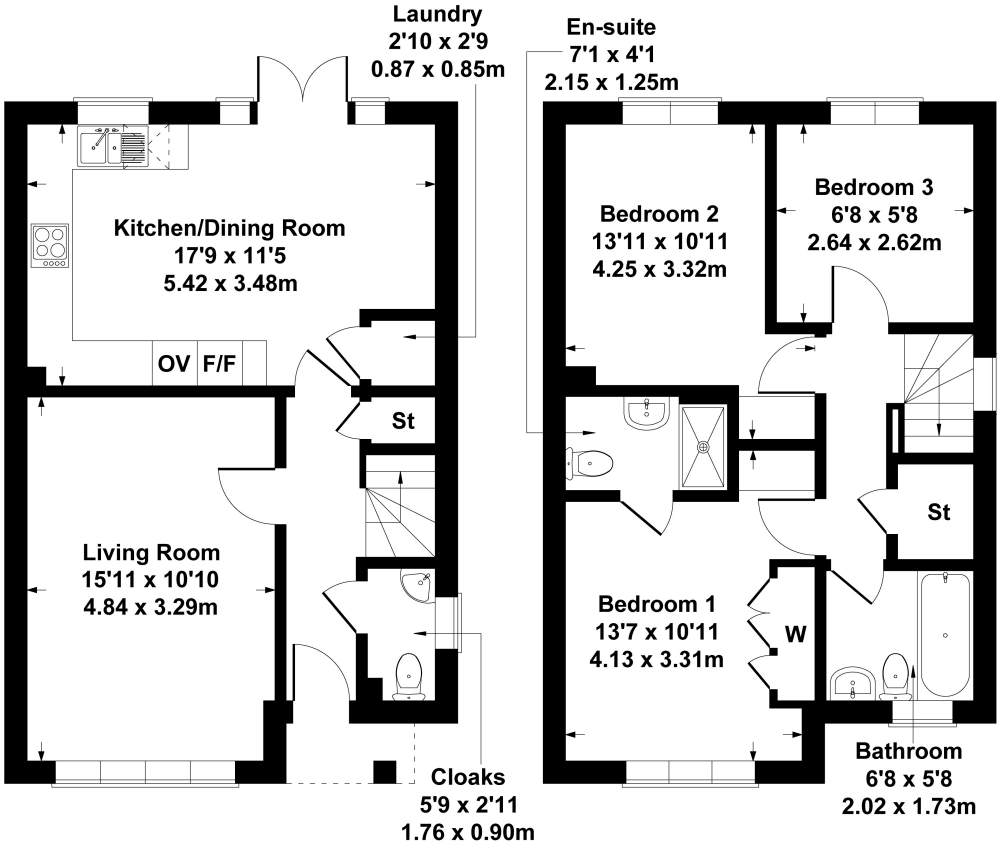 Laundry
2'10 x 2'9
0.87 x 0.85m
En-suite
7'1 x 4'1
2.15 x 1.25m
Kitchen/Dining Room
17'9 x 11'5
5.42 x 3.48m
OV
F/F
St
Living Room
15'11 x 10'10
4.84 x 3.29m
Cloaks
5'9 x 2'11
1.76 x 0.90m
Bedroom 2
13'11 x 10'11
4.25 x 3.32m
Bedroom 3
6'8 x 5'8
2.64 x 2.62m
St
Bedroom 1
13'7 x 10'11
4.13 x 3.31m
W
Bathroom
6'8 x 5'8
2.02 x 1.73m